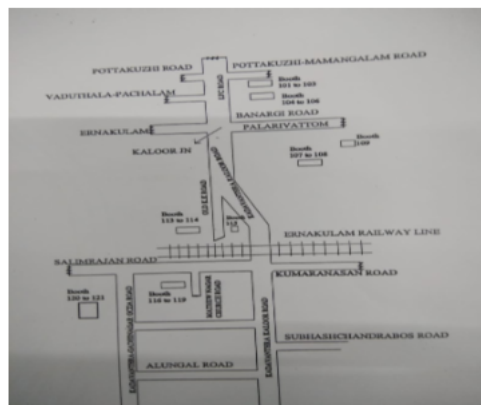 POTTAKUZHI ROAD
POTTAKUZHI-MAMANGALAM ROAD
Booth
101 to 103
VADUTHALA-PACHALAM
Booth
104 to 106
BANARGI ROAD
ERNAKULAM
PALARIVATTOM
KALOOR JN
Booth
109
Booth
107 to 108
Booth
113 to 114
Booth
ERNAKULAM RAILWAY LINE
SALIMRAJAN ROAD
KUMARANASAN ROAD
Booth
120 to 121
Booth
116 to 119
SUBHASHCHANDRABOS ROAD
ALUNGAL ROAD